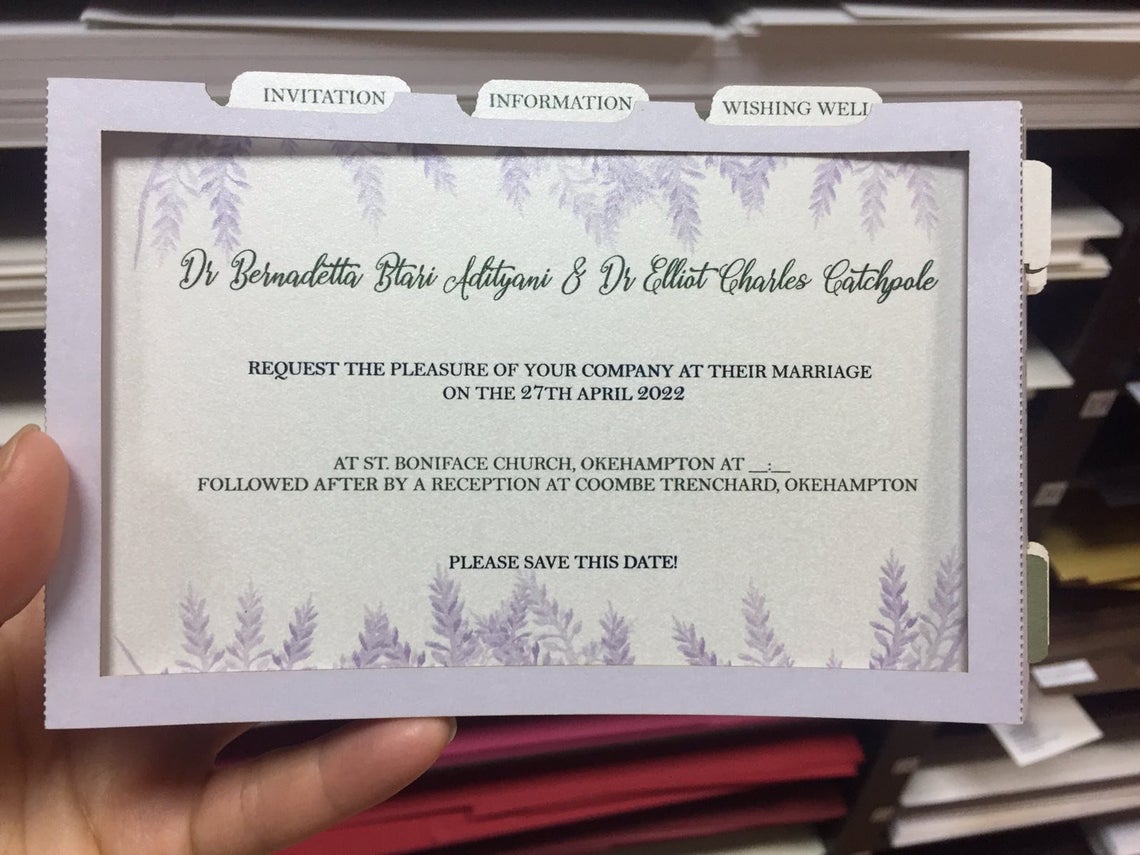 INVITATION
INFORMATION
WISHING WELL
Dr Bernadetta Btari Adityani & Dr Elliot Charles Catchpole
REQUEST THE PLEASURE OF YOUR COMPANY AT THEIR MARRIAGE
ON THE 27TH APRIL 2022
AT ST. BONIFACE CHURCH, OKEHAMPTON AT __:__
FOLLOWED AFTER BY A RECEPTION AT COOMBE TRENCHARD, OKEHAMPTON
PLEASE SAVE THIS DATE!